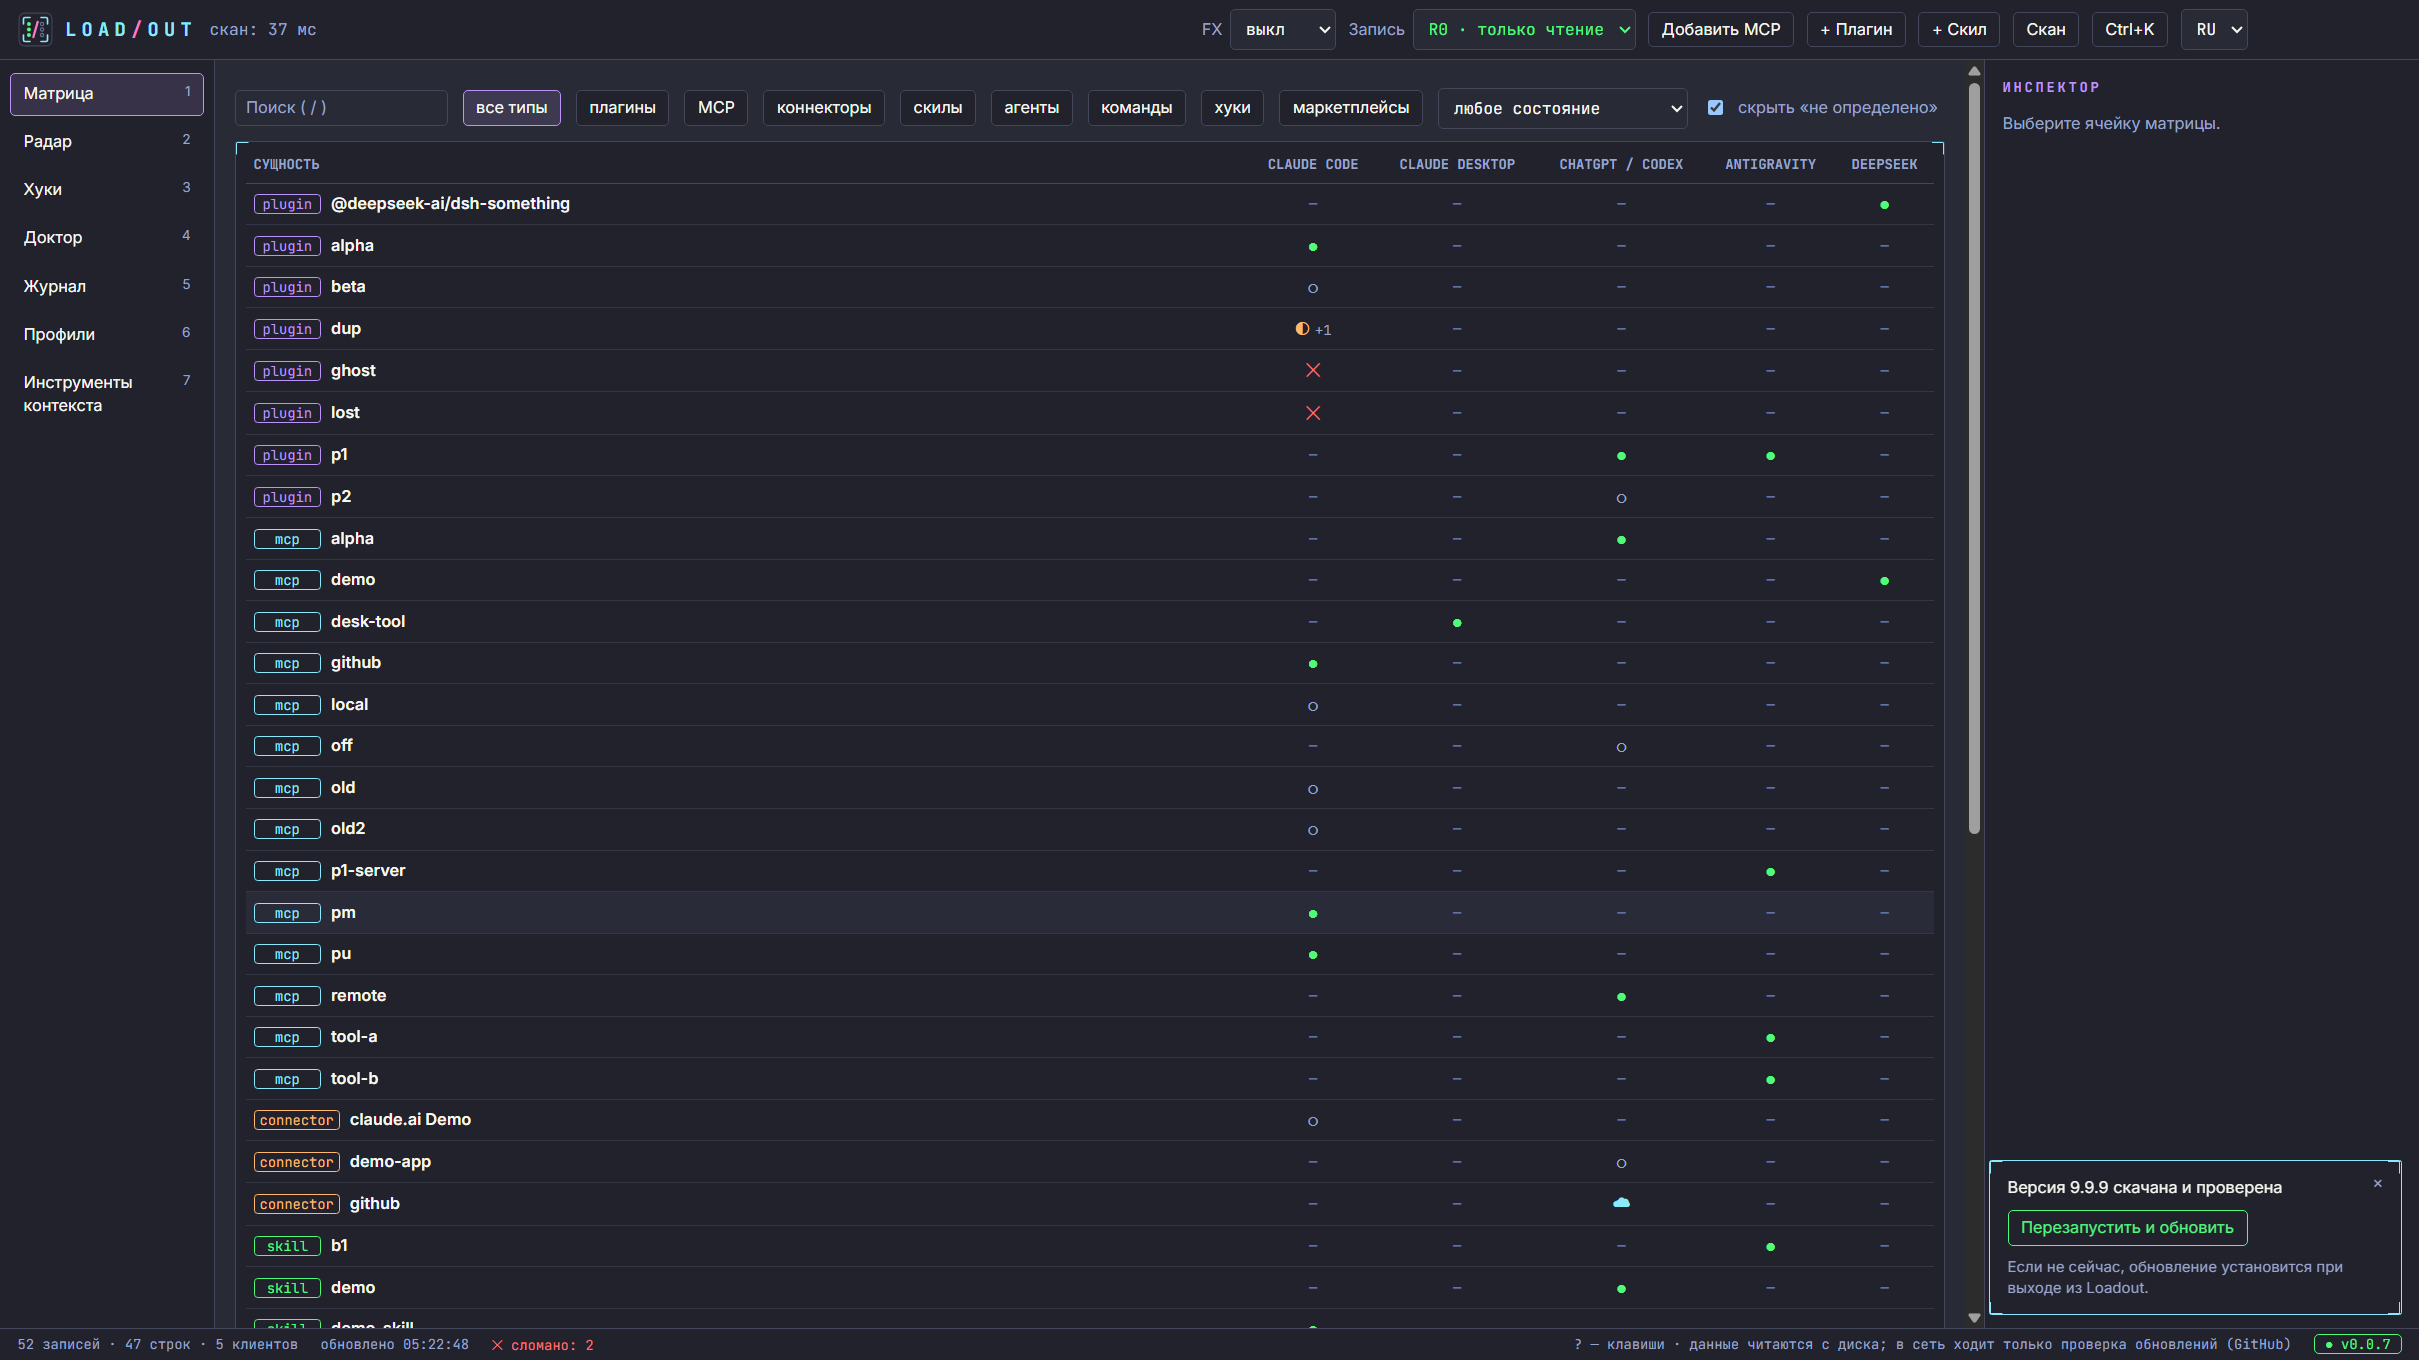 LOAD/OUT скан: 37 мс FX выкл Запись R0 · только чтение Добавить MCP + Плагин + Скил Скан Ctrl+K RU
Матрица 1
Радар 2
Хуки 3
Доктор 4
Журнал 5
Профили 6
Инструменты контекста 7
Поиск ( / ) все типы плагины MCP коннекторы скилы агенты команды хуки маркетплейсы любое состояние скрыть «не определено»
СУЩНОСТЬ CLAUDE CODE CLAUDE DESKTOP CHATGPT / CODEX ANTIGRAVITY DEEPSEEK
plugin @deepseek-ai/dsh-something – – – – ●
plugin alpha ● – – – –
plugin beta ○ – – – –
plugin dup ◐ +1 – – – –
plugin ghost ✕ – – – –
plugin lost ✕ – – – –
plugin p1 – – ● ● –
plugin p2 – – ○ – –
mcp alpha – – ● – –
mcp demo – – – – ●
mcp desk-tool – ● – – –
mcp github ● – – – –
mcp local ○ – – – –
mcp off – – ○ – –
mcp old ○ – – – –
mcp old2 ○ – – – –
mcp p1-server – – – ● –
mcp pm ● – – – –
mcp pu ● – – – –
mcp remote – – ● – –
mcp tool-a – – – ● –
mcp tool-b – – – ● –
connector claude.ai Demo ○ – – – –
connector demo-app – – ○ – –
connector github – – ☁ – –
skill b1 – – – ● –
skill demo – – ● – –
skill demo-skill
ИНСПЕКТОР
Выберите ячейку матрицы.
Версия 9.9.9 скачана и проверена ×
Перезапустить и обновить
Если не сейчас, обновление установится при
выходе из Loadout.
52 записей · 47 строк · 5 клиентов обновлено 05:22:48 ✕ сломано: 2 ? — клавиши · данные читаются с диска; в сеть ходит только проверка обновлений (GitHub) ● v0.0.7